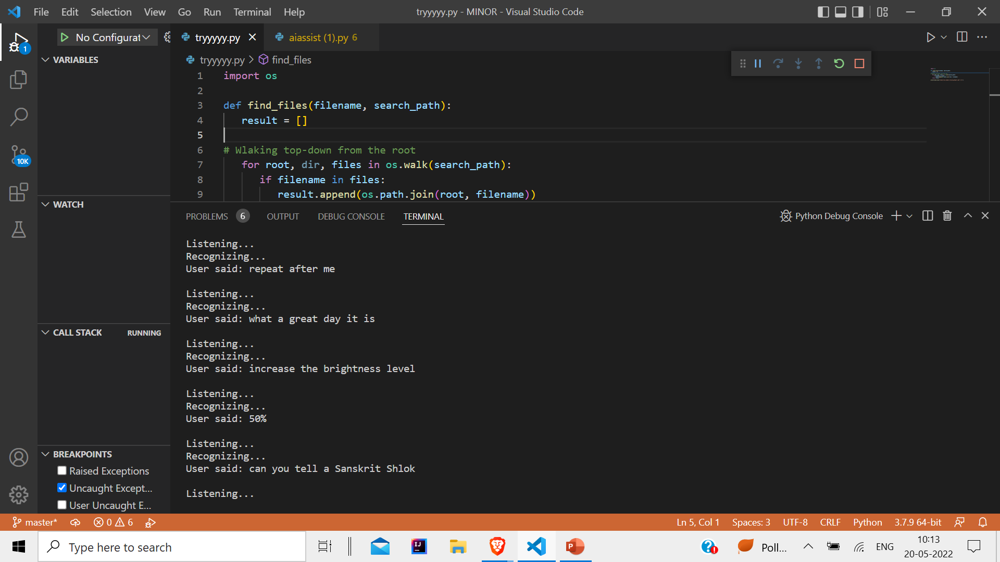 File Edit Selection View Go Run Terminal Help
tryyyyy.py - MINOR - Visual Studio Code
No Configurat
tryyyyy.py
aiassist (1).py 6
1
VARIABLES
tryyyyy.py > find_files
1 import os
2
3 def find_files(filename, search_path):
4 result = []
5
6 # Wlaking top-down from the root
7 for root, dir, files in os.walk(search_path):
8 if filename in files:
9 result.append(os.path.join(root, filename))
10K
WATCH
PROBLEMS 6 OUTPUT DEBUG CONSOLE TERMINAL
Python Debug Console
Listening...
Recognizing...
User said: repeat after me
Listening...
Recognizing...
User said: what a great day it is
CALL STACK RUNNING
Listening...
Recognizing...
User said: increase the brightness level
Listening...
Recognizing...
User said: 50%
Listening...
Recognizing...
User said: can you tell a Sanskrit Shlok
Listening...
BREAKPOINTS
Raised Exceptions
Uncaught Except...
User Uncaught E...
master* 0 6
Ln 5, Col 1 Spaces: 3 UTF-8 CRLF Python 3.7.9 64-bit
Type here to search
IJ
P
Poll...
ENG
10:13
20-05-2022